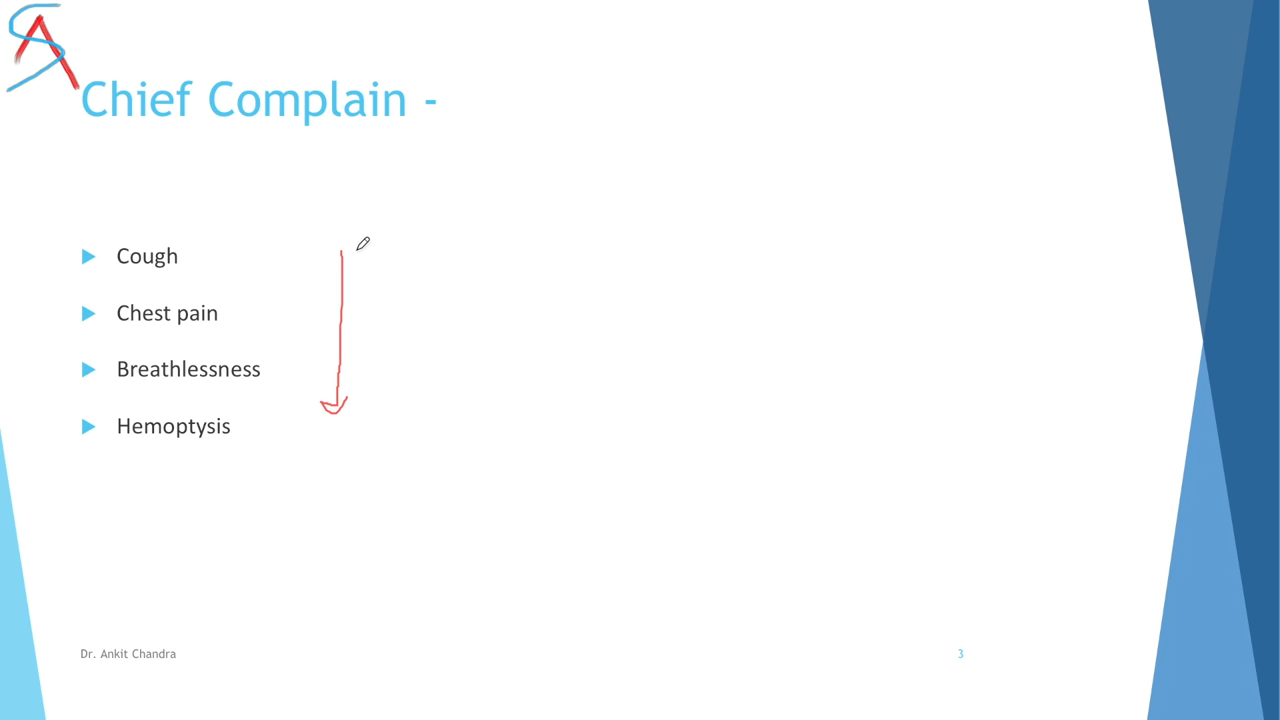 Chief Complain -
Cough
Chest pain
Breathlessness
Hemoptysis
Dr. Ankit Chandra
3